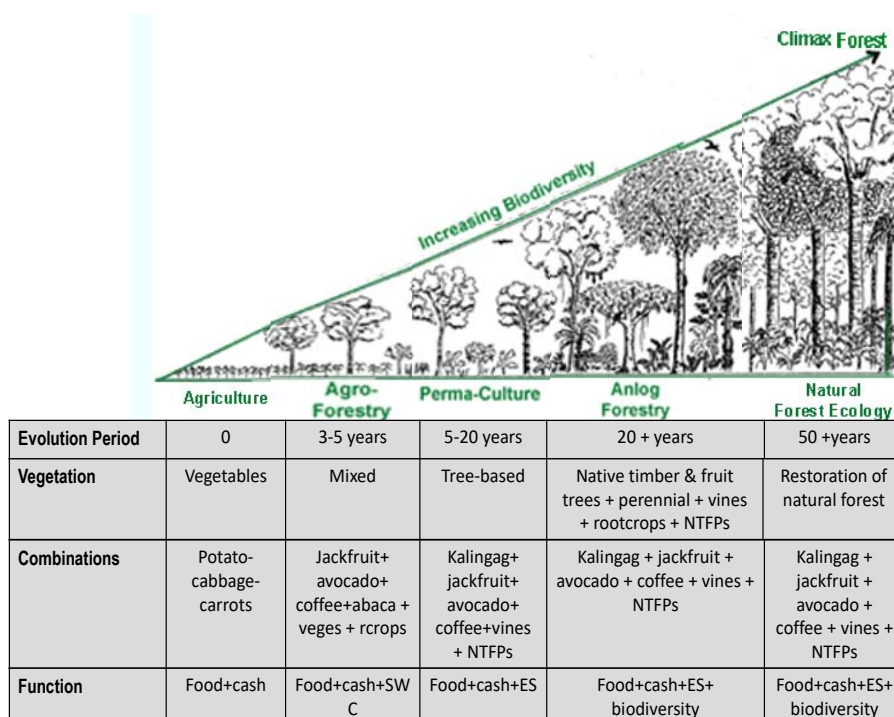 Climax Forest
Increasing Biodiversity
Agriculture
Agro-
Forestry
Perma-Culture
Anlog
Forestry
Natural
Forest Ecology
Evolution Period
0
3-5 years
5-20 years
20 + years
50 +years
Vegetation
Vegetables
Mixed
Tree-based
Native timber & fruit
trees + perennial + vines
+ rootcrops + NTFPs
Restoration of
natural forest
Combinations
Potato-
cabbage-
carrots
Jackfruit+
avocado+
coffee+abaca +
veges + rcrops
Kalingag+
jackfruit+
avocado+
coffee+vines
+ NTFPs
Kalingag + jackfruit +
avocado + coffee + vines +
NTFPs
Kalingag +
jackfruit +
avocado +
coffee + vines +
NTFPs
Function
Food+cash
Food+cash+SW
C
Food+cash+ES
Food+cash+ES+
biodiversity
Food+cash+ES+
biodiversity